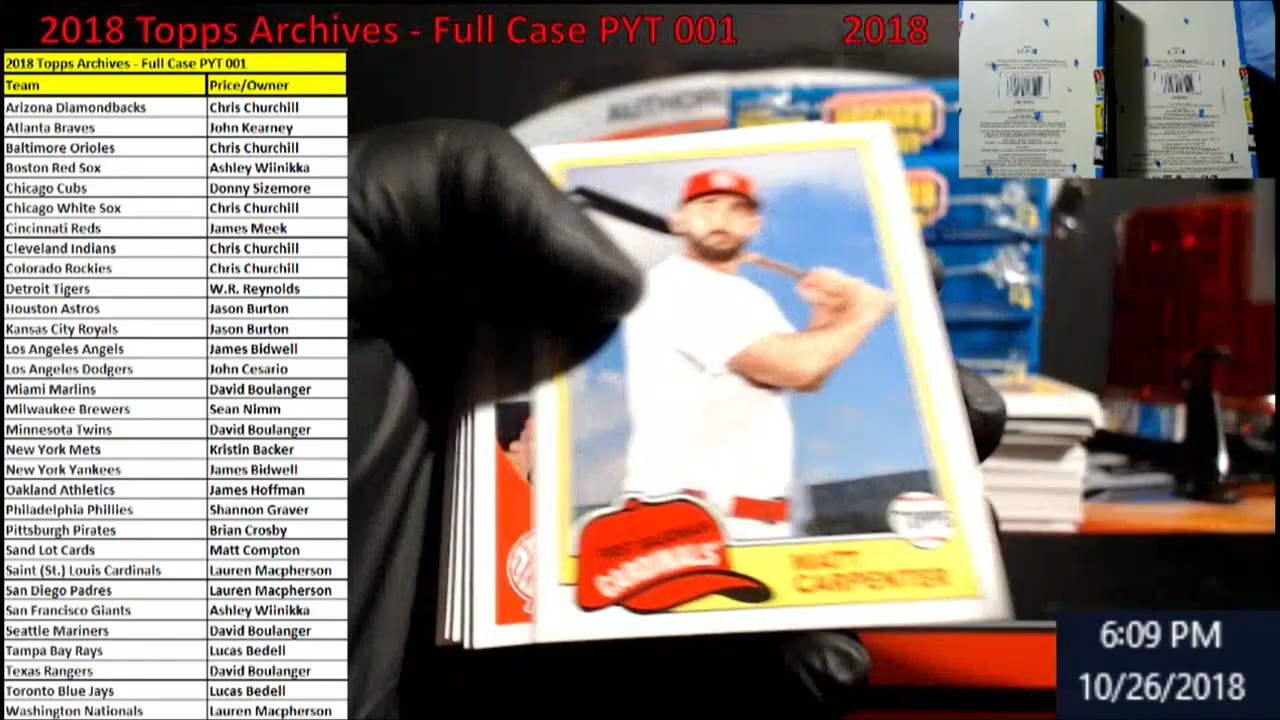 2018 Topps Archives - Full Case PYT 001 2018
2018 Topps Archives - Full Case PYT 001
Team Price/Owner
Arizona Diamondbacks Chris Churchill
Atlanta Braves John Kearney
Baltimore Orioles Chris Churchill
Boston Red Sox Ashley Wiinikka
Chicago Cubs Donny Sizemore
Chicago White Sox Chris Churchill
Cincinnati Reds James Meek
Cleveland Indians Chris Churchill
Colorado Rockies Chris Churchill
Detroit Tigers W.R. Reynolds
Houston Astros Jason Burton
Kansas City Royals Jason Burton
Los Angeles Angels James Bidwell
Los Angeles Dodgers John Cesario
Miami Marlins David Boulanger
Milwaukee Brewers Sean Nimm
Minnesota Twins David Boulanger
New York Mets Kristin Backer
New York Yankees James Bidwell
Oakland Athletics James Hoffman
Philadelphia Phillies Shannon Graver
Pittsburgh Pirates Brian Crosby
Sand Lot Cards Matt Compton
Saint (St.) Louis Cardinals Lauren Macpherson
San Diego Padres Lauren Macpherson
San Francisco Giants Ashley Wiinikka
Seattle Mariners David Boulanger
Tampa Bay Rays Lucas Bedell
Texas Rangers David Boulanger
Toronto Blue Jays Lucas Bedell
Washington Nationals Lauren Macpherson
CARDINALS
MATT
CARPENTER
6:09 PM
10/26/2018